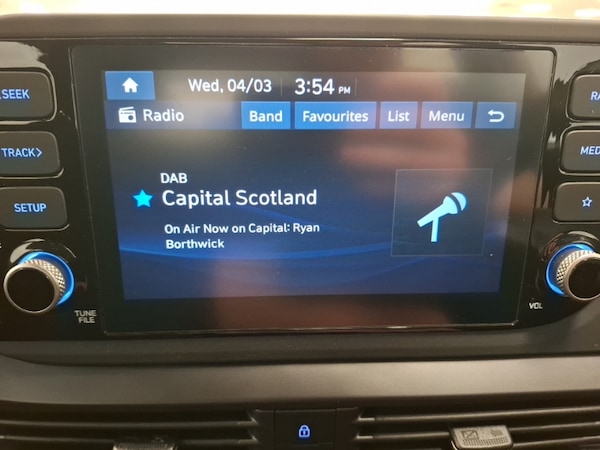 Wed, 04/03 3:54 PM
SEEK
Radio Band Favourites List Menu
TRACK>
MED
DAB
Capital Scotland
SETUP
On Air Now on Capital: Ryan
Borthwick
TUNE
FILE
VOL